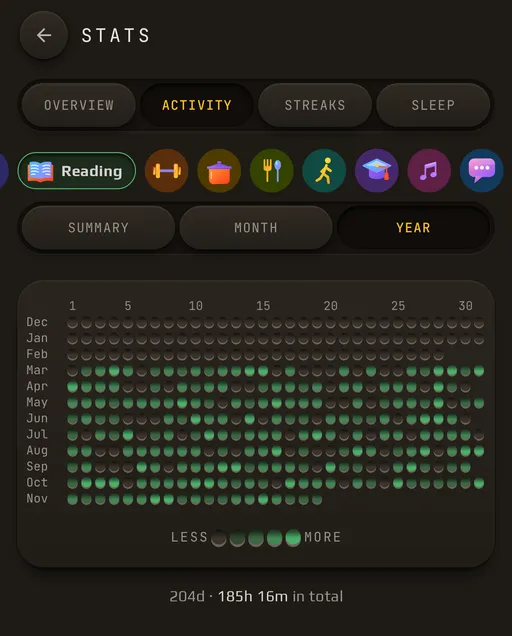 STATS
OVERVIEW ACTIVITY STREAKS SLEEP
Reading
SUMMARY MONTH YEAR
1 5 10 15 20 25 30
Dec
Jan
Feb
Mar
Apr
May
Jun
Jul
Aug
Sep
Oct
Nov
LESS MORE
204d · 185h 16m in total